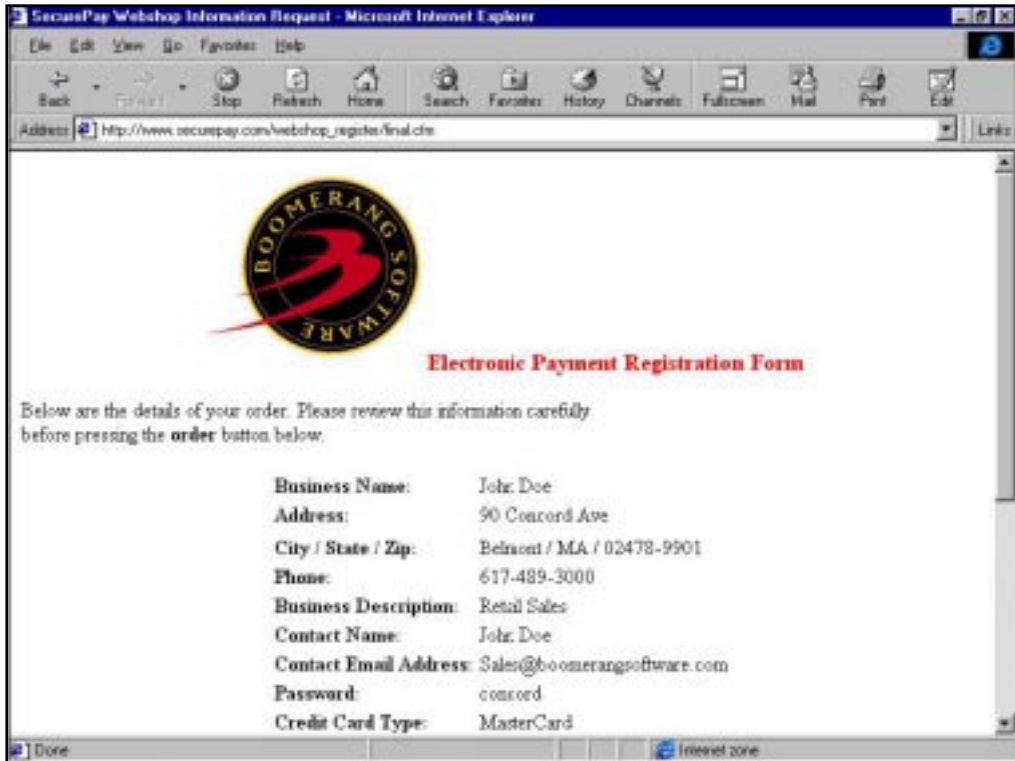 SecurePay Webshop Information Request - Microsoft Internet Explorer
File Edit View Go Favorites Help
Back Forward Stop Refresh Home Search Favorites History Channels Fullscreen Mail Print Edit
Address http://www.securepay.com/webshop_register/final.cfm Links
BOOMERANG SOFTWARE
Electronic Payment Registration Form
Below are the details of your order. Please review this information carefully
before pressing the order button below.
Business Name: John Doe
Address: 90 Concord Ave
City / State / Zip: Belmont / MA / 02478-9901
Phone: 617-489-3000
Business Description: Retail Sales
Contact Name: John Doe
Contact Email Address: Sales@boomerangsoftware.com
Password: concord
Credit Card Type: MasterCard
Done Internet zone